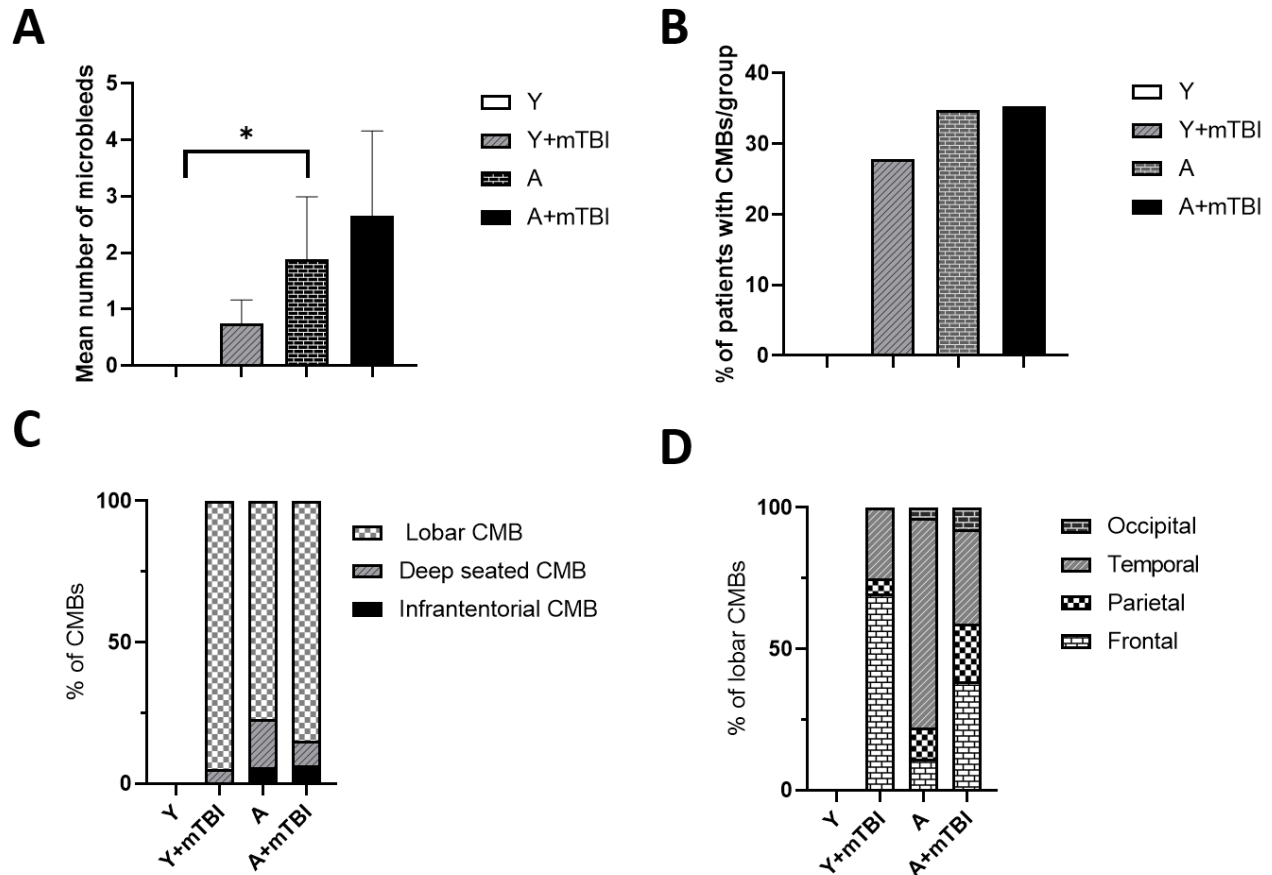 A
Mean number of microbleeds
5
4
3
2
1
0
*
Y
Y+mTBI
A
A+mTBI
B
% of patients with CMBs/group
40
30
20
10
0
Y
Y+mTBI
A
A+mTBI
C
% of CMBs
100
50
0
Y
Y+mTBI
A
A+mTBI
Lobar CMB
Deep seated CMB
Infrantentorial CMB
D
% of lobar CMBs
100
50
0
Y
Y+mTBI
A
A+mTBI
Occipital
Temporal
Parietal
Frontal